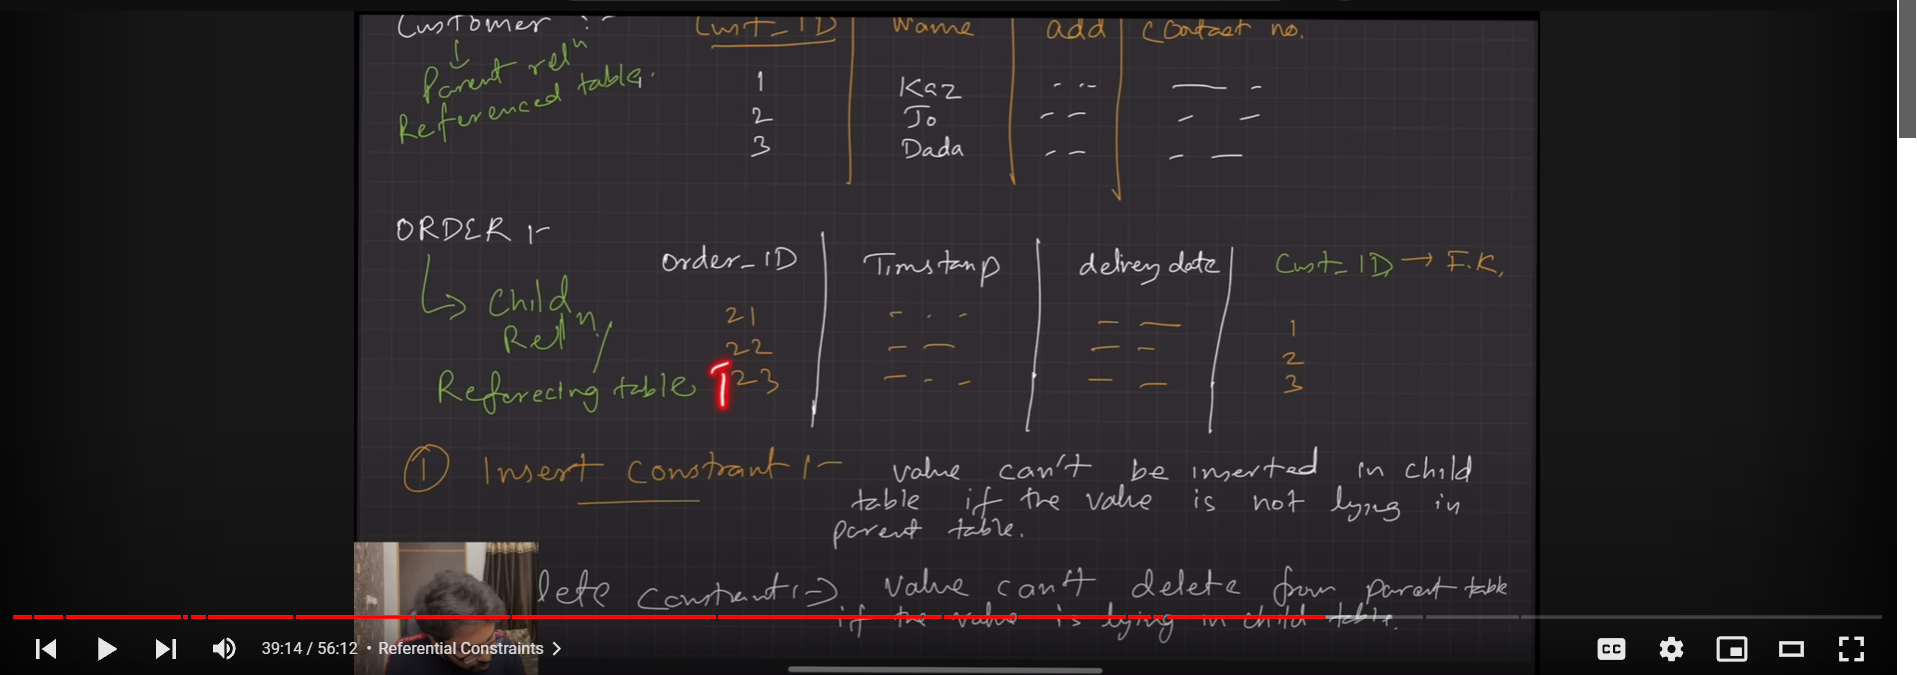 Customer :- Cust_ID Name add Contact no.
Parent relⁿ
Referenced table.
1 Kaz
2 Jo
3 Dada
ORDER :-
Order_ID Timstanp delivery date Cust_ID → F.K.
Child
Relⁿ/
Referecing table
21 1
22 2
23 3
① Insert constraint :- value can't be inserted in child
table if the value is not lying in
parent table.
lete constraint :=> value can't delete from parent table
if the value is lying in child table.
39:14 / 56:12 • Referential Constraints >
CC